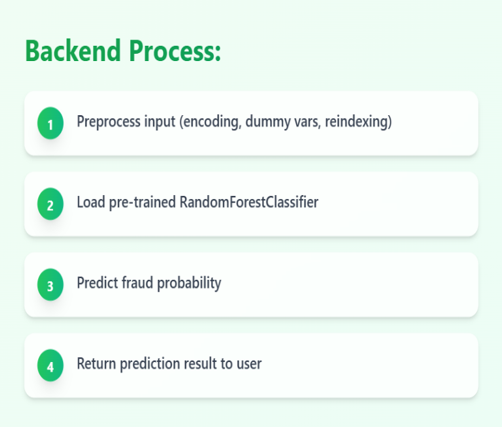 Backend Process:
1 Preprocess input (encoding, dummy vars, reindexing)
2 Load pre-trained RandomForestClassifier
3 Predict fraud probability
4 Return prediction result to user